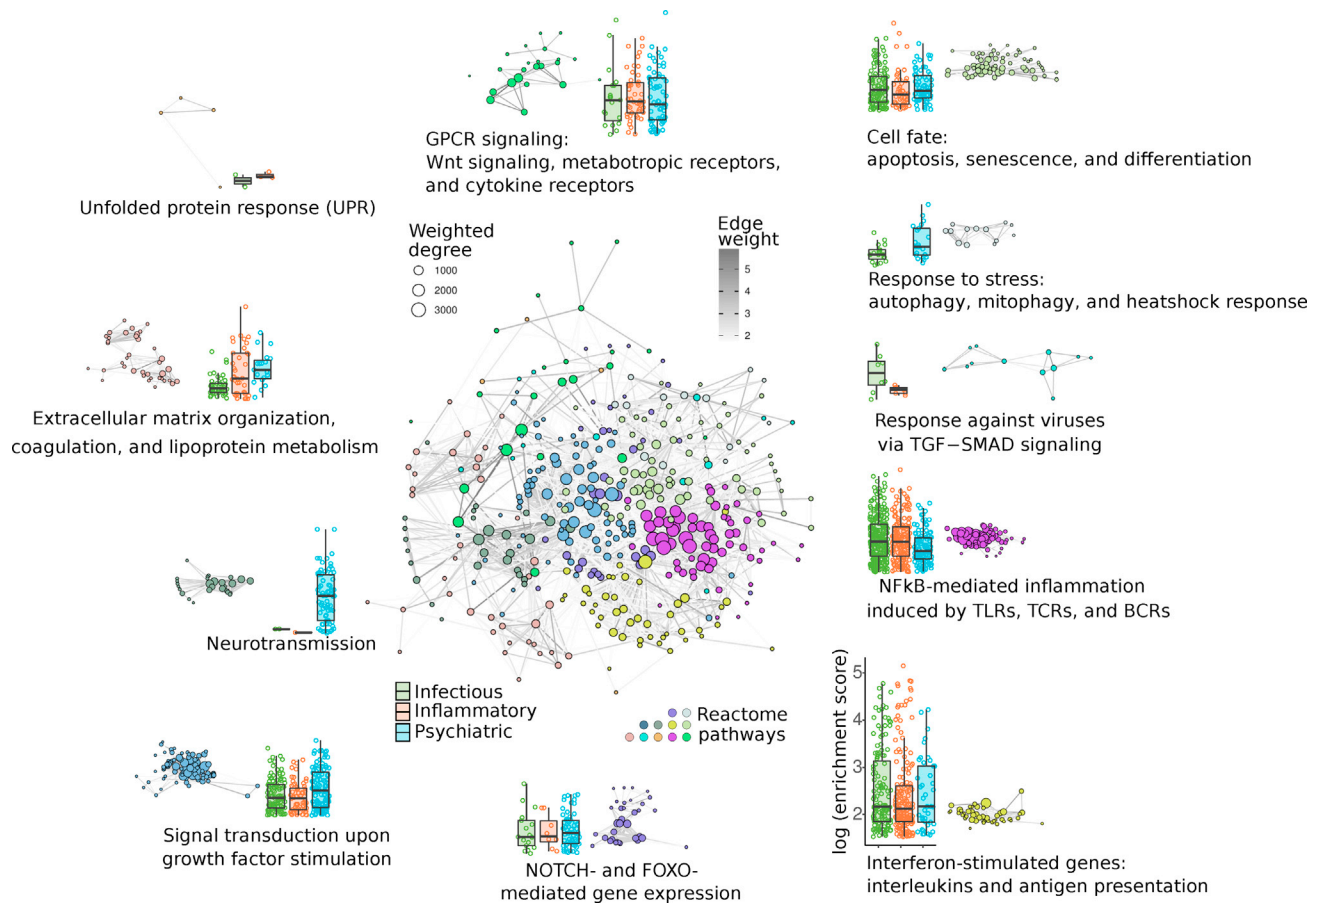 GPCR signaling:
Wnt signaling, metabotropic receptors,
and cytokine receptors
Cell fate:
apoptosis, senescence, and differentiation
Unfolded protein response (UPR)
Weighted
degree
1000
2000
3000
Edge
weight
5
4
3
2
Response to stress:
autophagy, mitophagy, and heatshock response
Extracellular matrix organization,
coagulation, and lipoprotein metabolism
Response against viruses
via TGF−SMAD signaling
Neurotransmission
NFkB-mediated inflammation
induced by TLRs, TCRs, and BCRs
Infectious
Inflammatory
Psychiatric
Reactome
pathways
log (enrichment score)
5
4
3
2
Signal transduction upon
growth factor stimulation
NOTCH- and FOXO-
mediated gene expression
Interferon-stimulated genes:
interleukins and antigen presentation